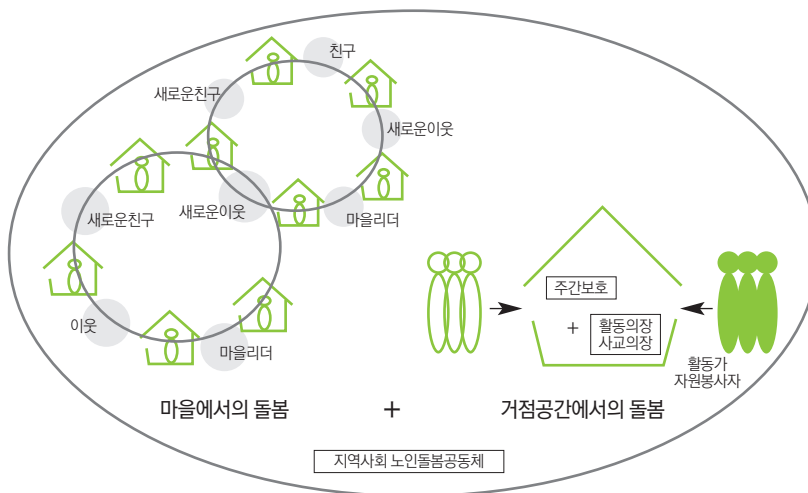 친구
새로운친구
새로운이웃
새로운친구
새로운이웃
마을리더
이웃
마을리더
주간보호
+
활동의장
사교의장
활동가
자원봉사자
마을에서의 돌봄
+
거점공간에서의 돌봄
지역사회 노인돌봄공동체